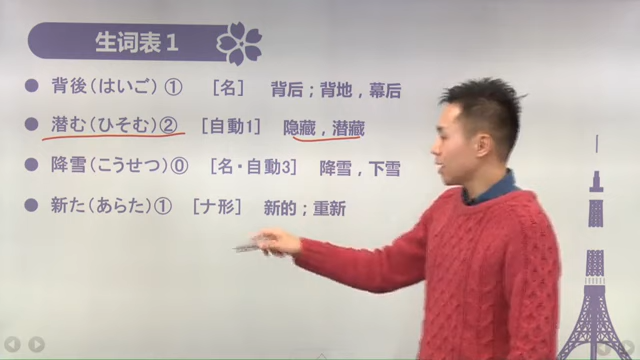 生词表1
背後（はいご）① ［名］ 背后；背地，幕后
潜む（ひそむ）② ［自動1］ 隐藏，潜藏
降雪（こうせつ）⓪ ［名·自動3］ 降雪，下雪
新た（あらた）① ［ナ形］ 新的；重新